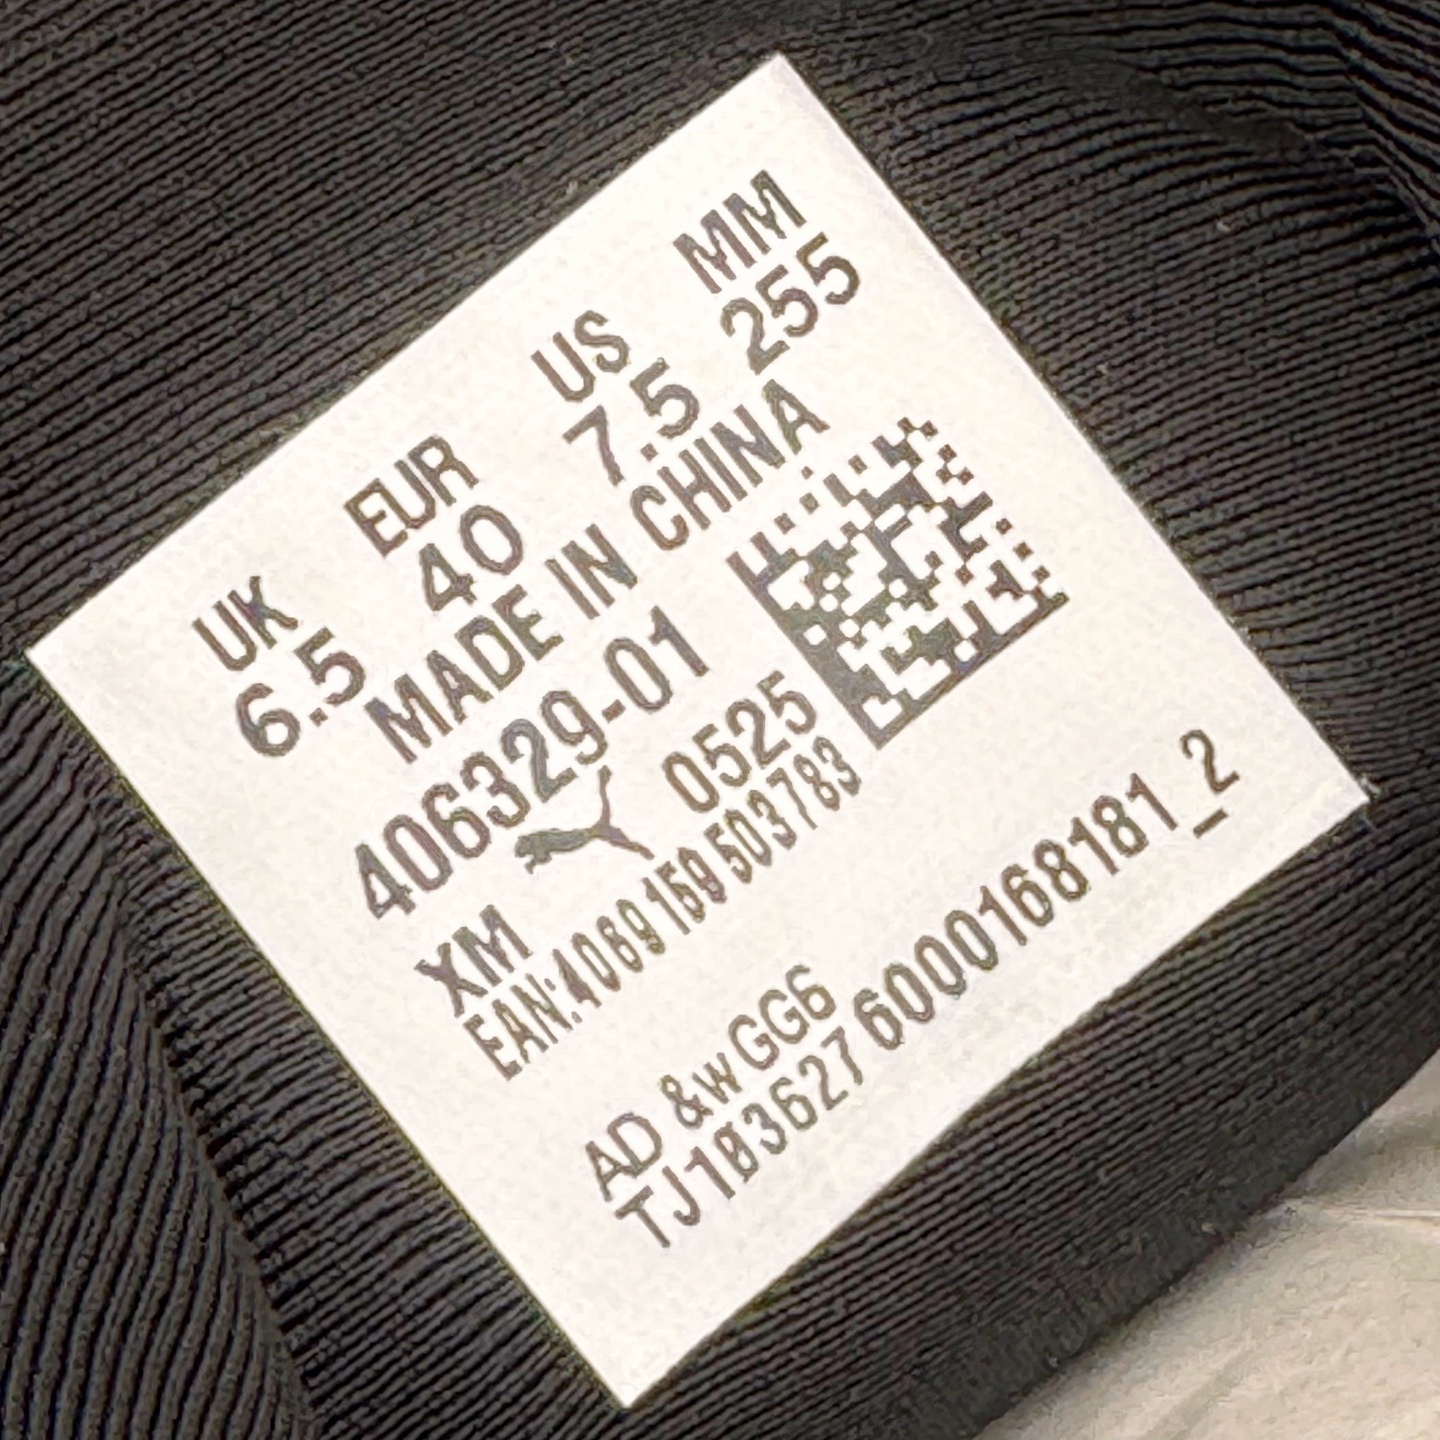 UK EUR US MM
6.5 40 7.5 255
MADE IN CHINA
406329-01
XM 0525
EAN:4069159503783
AD &wGG6
TJ103627 6000168181_2